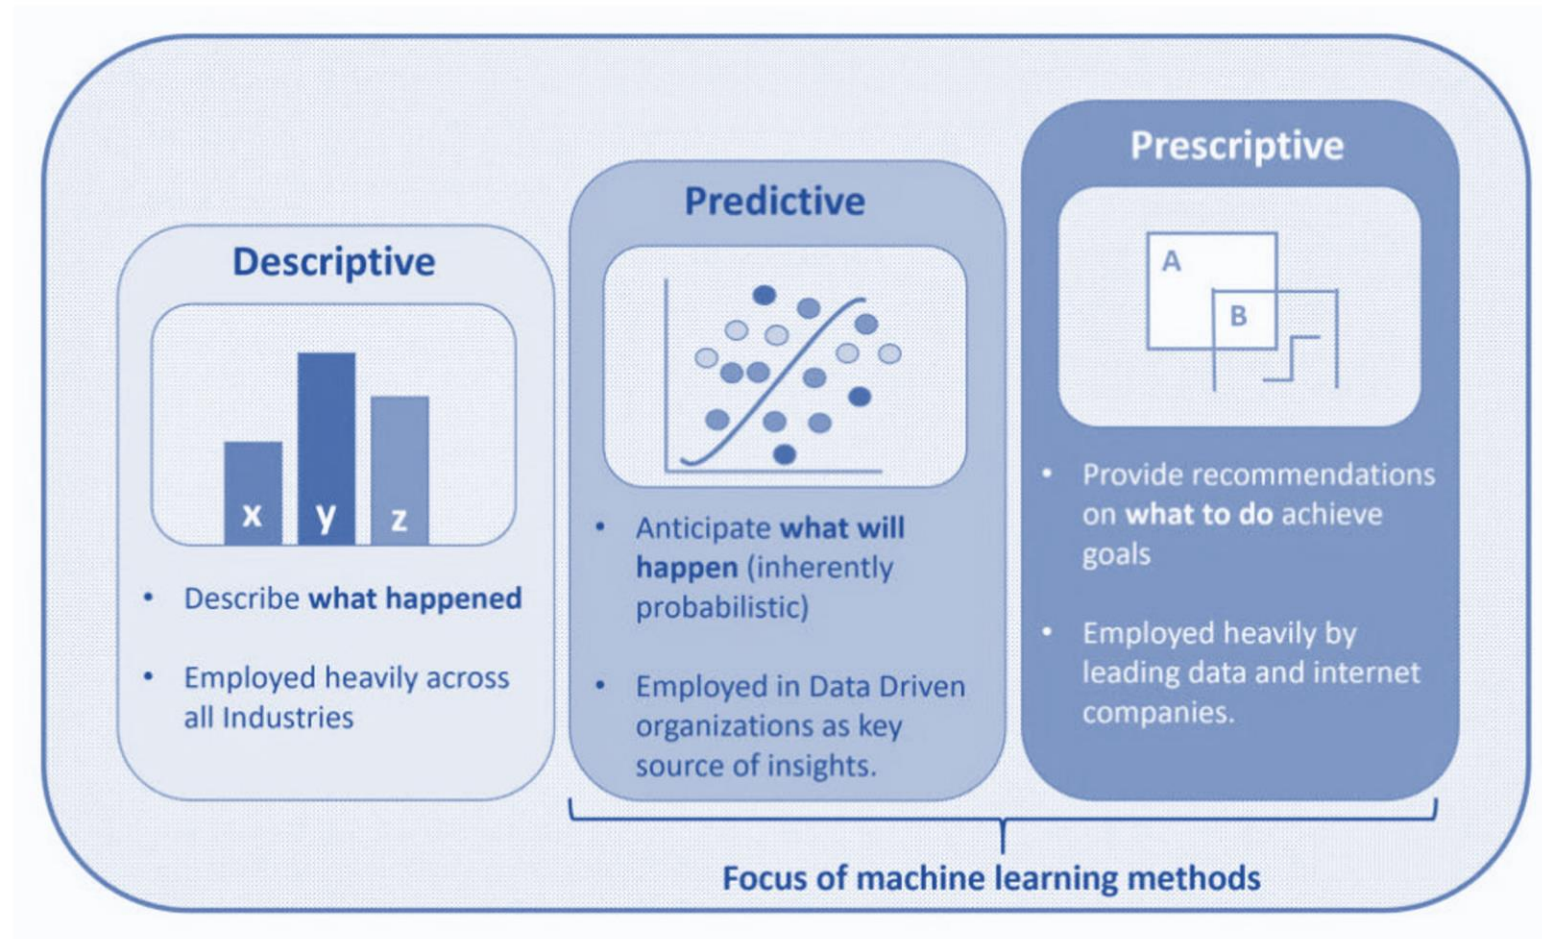 Descriptive
x y z
• Describe what happened
• Employed heavily across
all Industries
Predictive
• Anticipate what will
happen (inherently
probabilistic)
• Employed in Data Driven
organizations as key
source of insights.
Prescriptive
A
B
• Provide recommendations
on what to do achieve
goals
• Employed heavily by
leading data and internet
companies.
Focus of machine learning methods